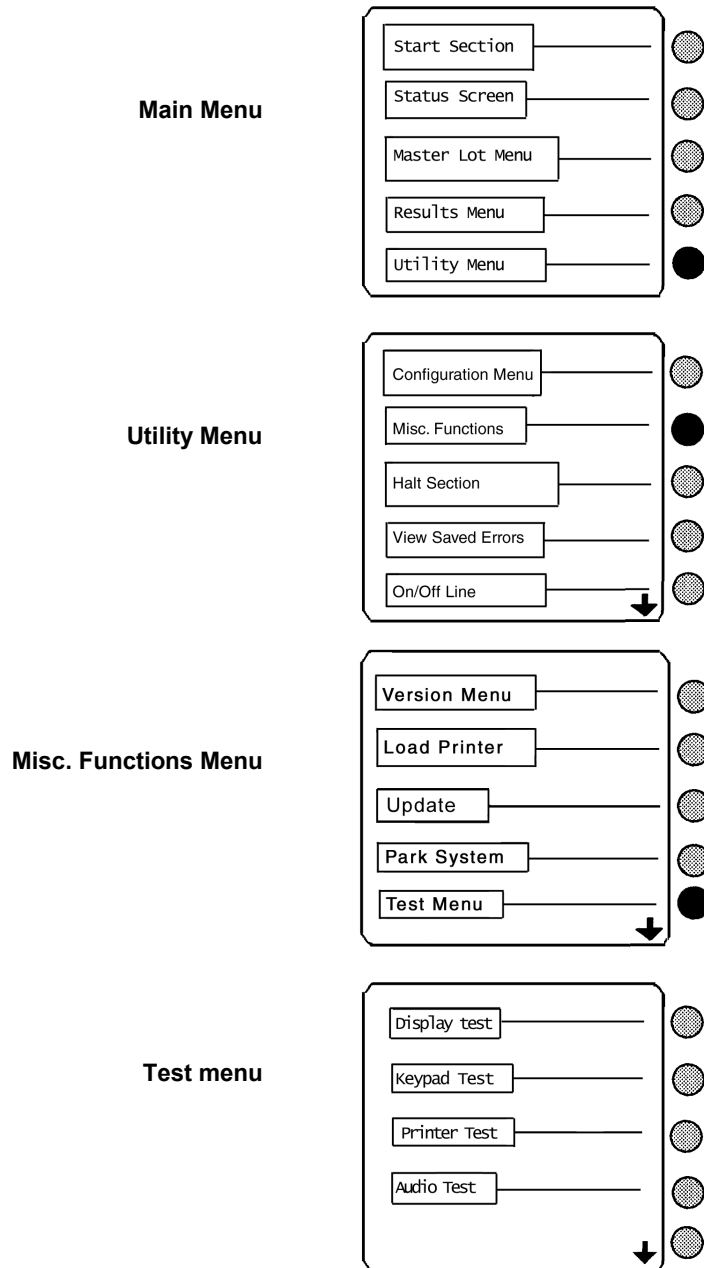 Main Menu
Start Section
Status Screen
Master Lot Menu
Results Menu
Utility Menu
Utility Menu
Configuration Menu
Misc. Functions
Halt Section
View Saved Errors
On/Off Line
Misc. Functions Menu
Version Menu
Load Printer
Update
Park System
Test Menu
Test menu
Display test
Keypad Test
Printer Test
Audio Test